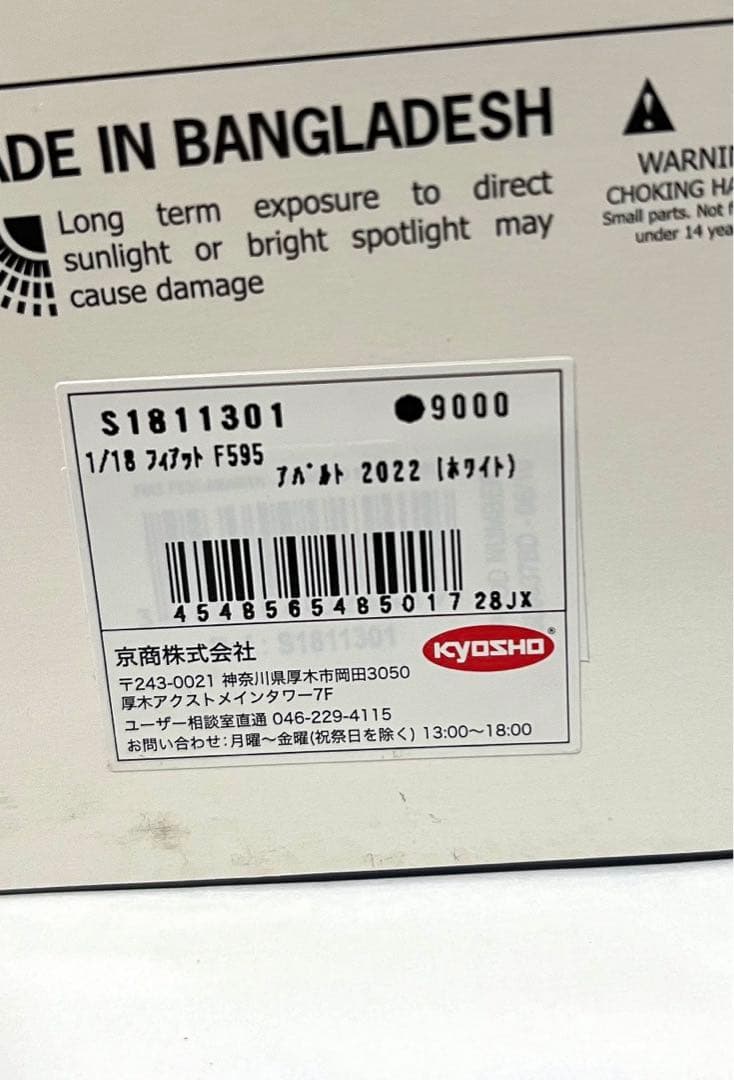 ADE IN BANGLADESH
Long term exposure to direct
sunlight or bright spotlight may
cause damage
WARNI
CHOKING HA
Small parts. Not f
under 14 yea
S1811301 ●9000
1/18 フィアット F595 アバルト 2022 (ホワイト)
4548565485017 28JX
京商株式会社
KYOSHO®
〒243-0021 神奈川県厚木市岡田3050
厚木アクストメインタワー7F
ユーザー相談室直通 046-229-4115
お問い合わせ:月曜～金曜(祝祭日を除く) 13:00～18:00
S1811301